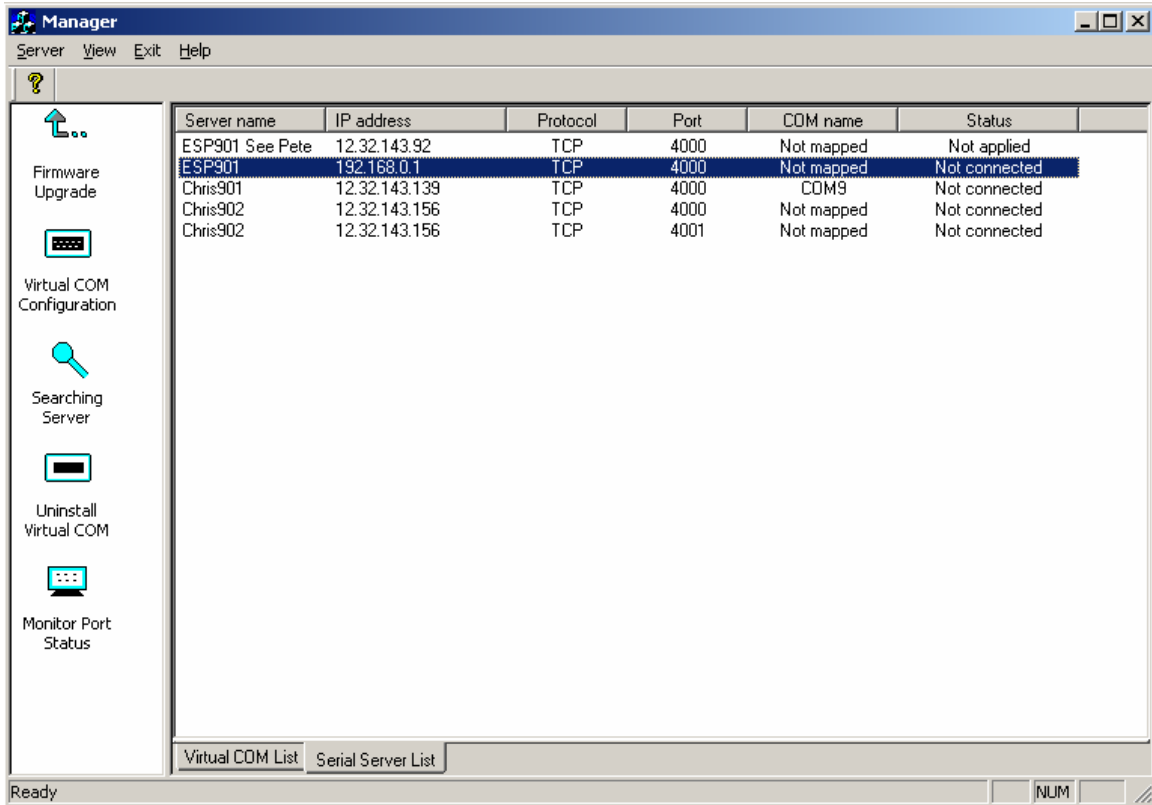 Manager
Server View Exit Help
Firmware
Upgrade
Virtual COM
Configuration
Searching
Server
Uninstall
Virtual COM
Monitor Port
Status
Server name IP address Protocol Port COM name Status
ESP901 See Pete 12.32.143.92 TCP 4000 Not mapped Not applied
ESP901 192.168.0.1 TCP 4000 Not mapped Not connected
Chris901 12.32.143.139 TCP 4000 COM9 Not connected
Chris902 12.32.143.156 TCP 4000 Not mapped Not connected
Chris902 12.32.143.156 TCP 4001 Not mapped Not connected
Virtual COM List Serial Server List
Ready NUM